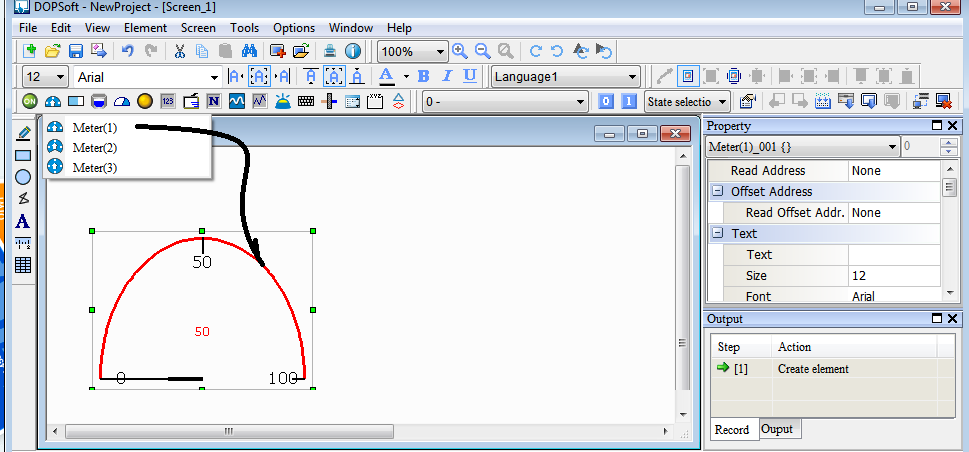 DOPSoft - NewProject - [Screen_1]
File Edit View Element Screen Tools Options Window Help
100%
12 Arial A B I U Language1
ON 123 N 0 - 0 1 State selectio
Meter(1)
Meter(2)
Meter(3)
50
50
0 100
Property
Meter(1)_001 {} 0
Read Address None
Offset Address
Read Offset Addr. None
Text
Text
Size 12
Font Arial
Output
Step Action
[1] Create element
Record Ouput